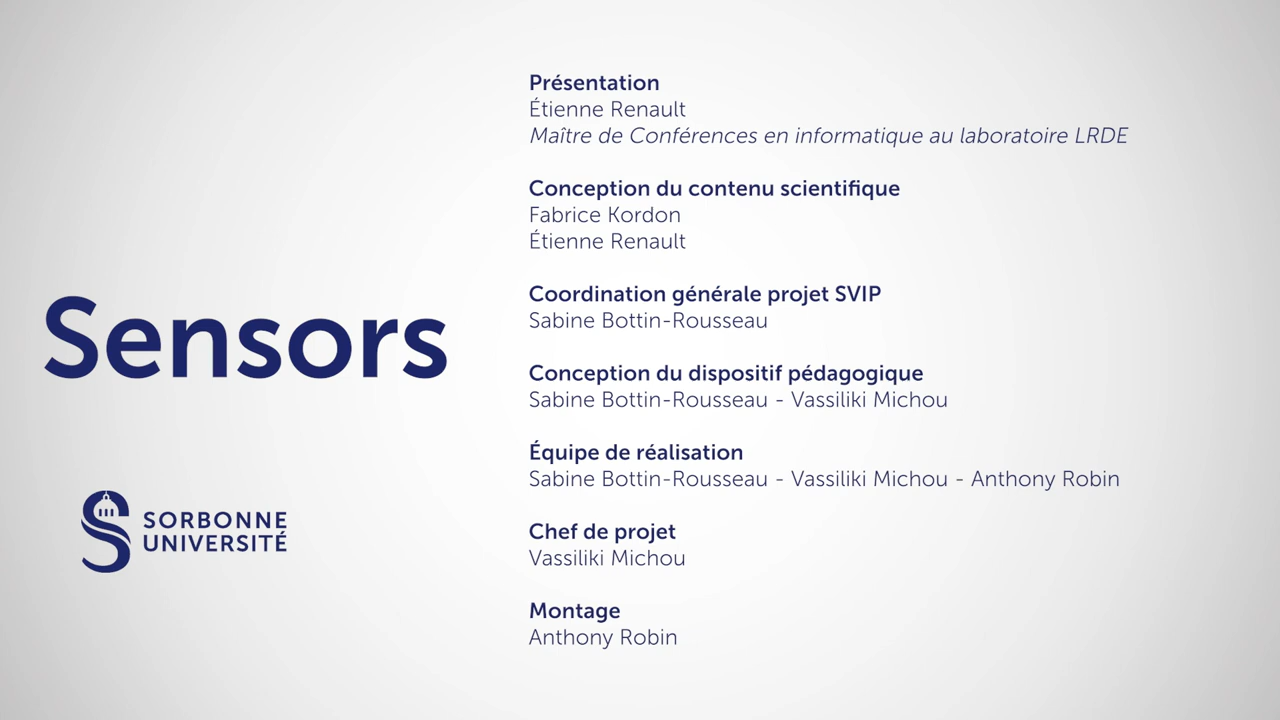 Sensors
SORBONNE
UNIVERSITÉ
Présentation
Étienne Renault
Maître de Conférences en informatique au laboratoire LRDE
Conception du contenu scientifique
Fabrice Kordon
Étienne Renault
Coordination générale projet SVIP
Sabine Bottin-Rousseau
Conception du dispositif pédagogique
Sabine Bottin-Rousseau - Vassiliki Michou
Équipe de réalisation
Sabine Bottin-Rousseau - Vassiliki Michou - Anthony Robin
Chef de projet
Vassiliki Michou
Montage
Anthony Robin